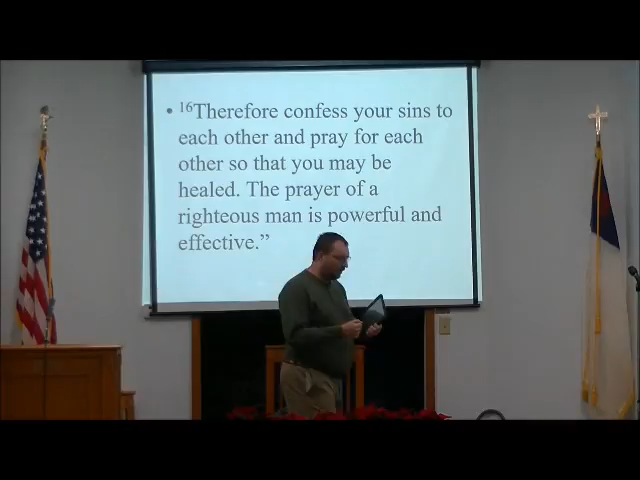 • 16Therefore confess your sins to
each other and pray for each
other so that you may be
healed. The prayer of a
righteous man is powerful and
effective.”